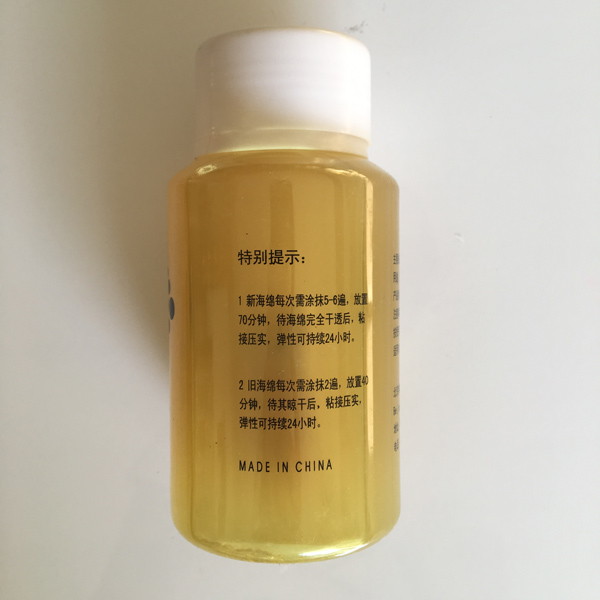 特别提示：
1 新海绵每次需涂抹5-6遍，放置
70分钟，待海绵完全干透后，粘
接压实，弹性可持续24小时。
2 旧海绵每次需涂抹2遍，放置40
分钟，待其晾干后，粘接压实，
弹性可持续24小时。
MADE IN CHINA